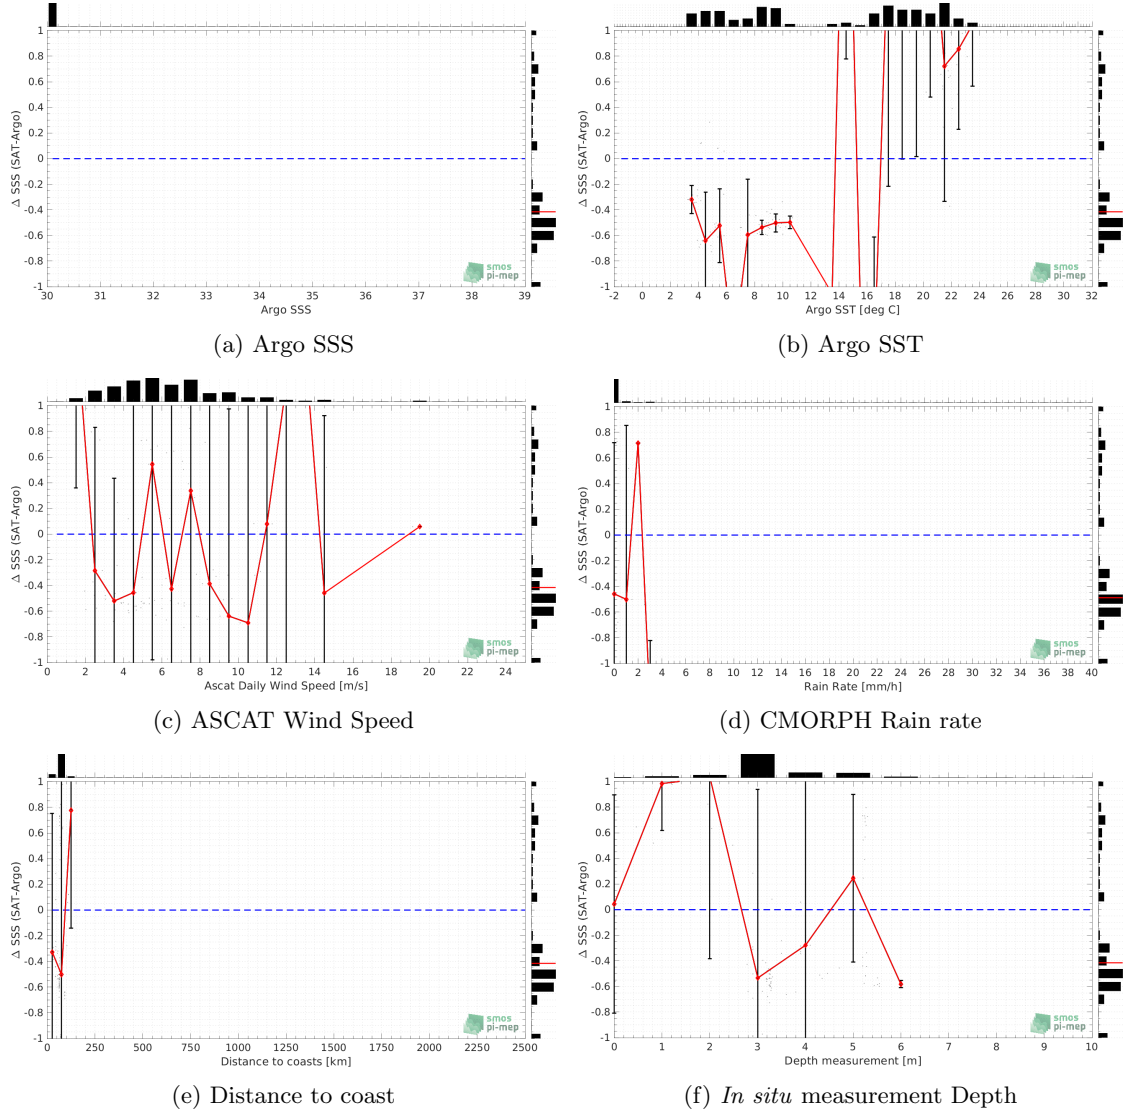 1
0.8
0.6
0.4
0.2
0
-0.2
-0.4
-0.6
-0.8
-1
Δ SSS (SAT-Argo)
smos
pi-mep
30 31 32 33 34 35 36 37 38 39
Argo SSS
(a) Argo SSS
1
0.8
0.6
0.4
0.2
0
-0.2
-0.4
-0.6
-0.8
-1
Δ SSS (SAT-Argo)
smos
pi-mep
-2 0 2 4 6 8 10 12 14 16 18 20 22 24 26 28 30 32
Argo SST [deg C]
(b) Argo SST
1
0.8
0.6
0.4
0.2
0
-0.2
-0.4
-0.6
-0.8
-1
Δ SSS (SAT-Argo)
smos
pi-mep
0 2 4 6 8 10 12 14 16 18 20 22 24
Ascat Daily Wind Speed [m/s]
(c) ASCAT Wind Speed
1
0.8
0.6
0.4
0.2
0
-0.2
-0.4
-0.6
-0.8
-1
Δ SSS (SAT-Argo)
smos
pi-mep
0 2 4 6 8 10 12 14 16 18 20 22 24 26 28 30 32 34 36 38 40
Rain Rate [mm/h]
(d) CMORPH Rain rate
1
0.8
0.6
0.4
0.2
0
-0.2
-0.4
-0.6
-0.8
-1
Δ SSS (SAT-Argo)
smos
pi-mep
0 250 500 750 1000 1250 1500 1750 2000 2250 2500
Distance to coasts [km]
(e) Distance to coast
1
0.8
0.6
0.4
0.2
0
-0.2
-0.4
-0.6
-0.8
-1
Δ SSS (SAT-Argo)
smos
pi-mep
0 1 2 3 4 5 6 7 8 9 10
Depth measurement [m]
(f) In situ measurement Depth